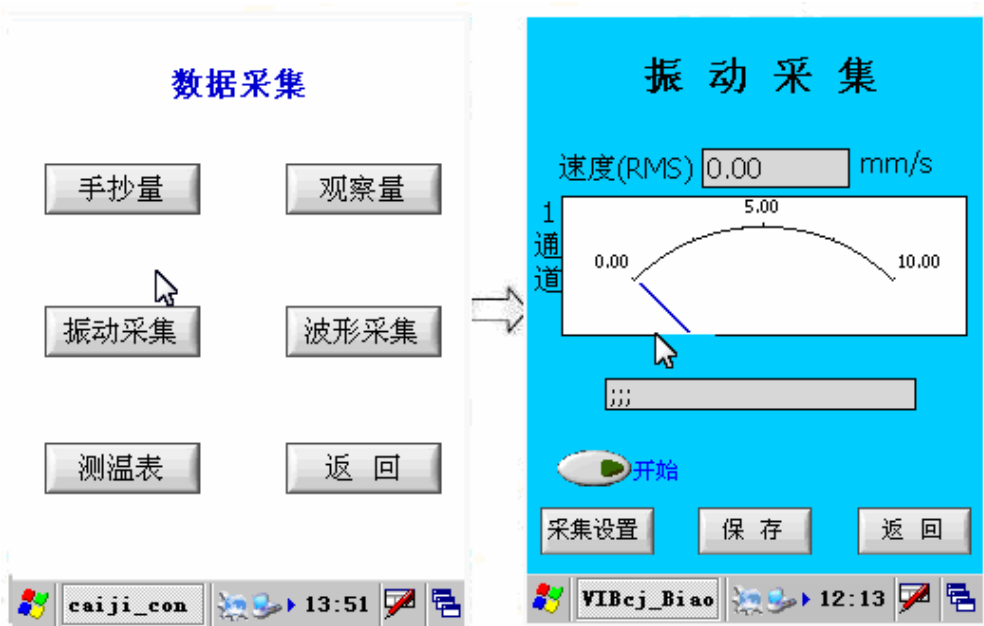 数据采集
手抄量
观察量
振动采集
波形采集
测温表
返 回
caiji_con
13:51
振 动 采 集
速度(RMS) 0.00 mm/s
1通道
5.00
0.00
10.00
;;;
开始
采集设置
保 存
返 回
VIBcj_Biao
12:13